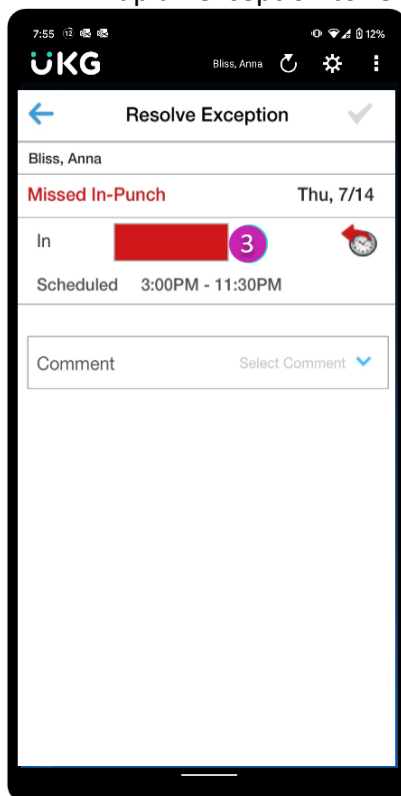 7:55 12 12%
UKG Bliss, Anna
Resolve Exception
Bliss, Anna
Missed In-Punch Thu, 7/14
In 3
Scheduled 3:00PM - 11:30PM
Comment Select Comment